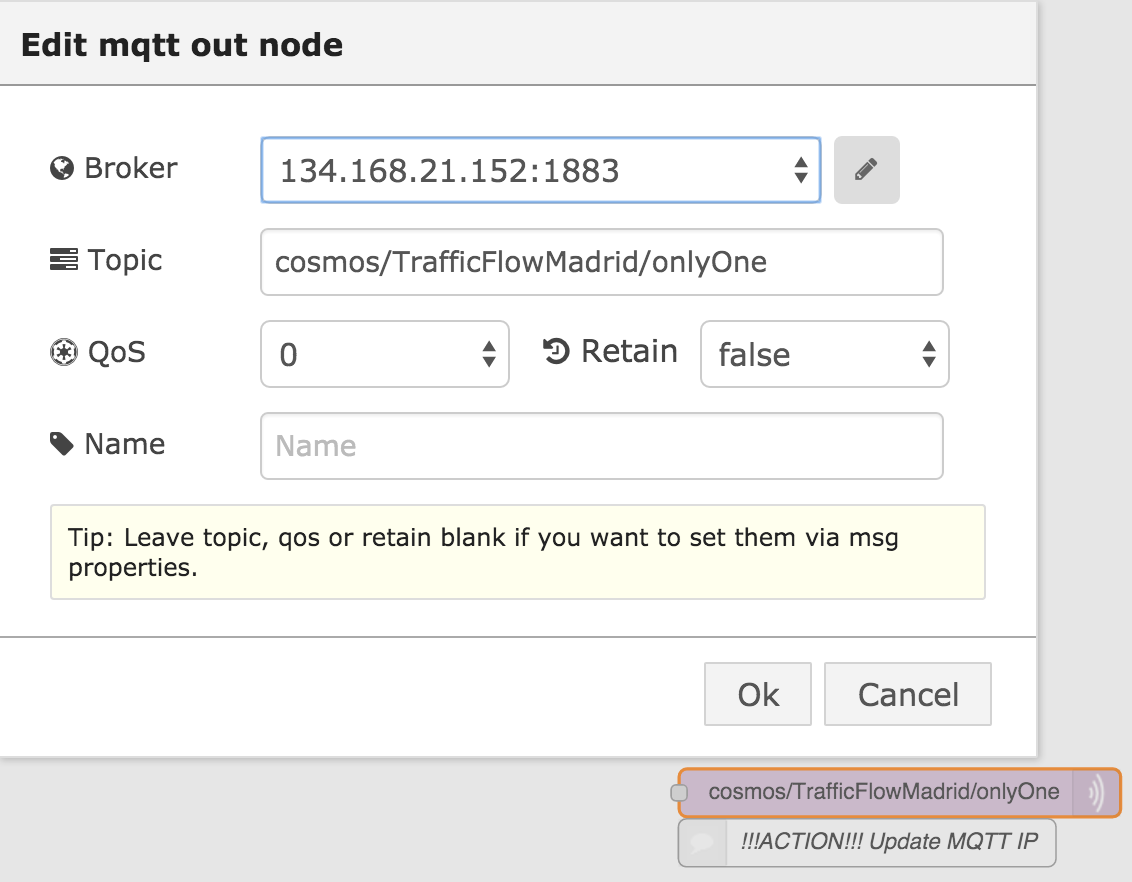 Edit mqtt out node
Broker 134.168.21.152:1883
Topic cosmos/TrafficFlowMadrid/onlyOne
QoS 0 Retain false
Name Name
Tip: Leave topic, qos or retain blank if you want to set them via msg
properties.
Ok Cancel
cosmos/TrafficFlowMadrid/onlyOne
!!!ACTION!!! Update MQTT IP